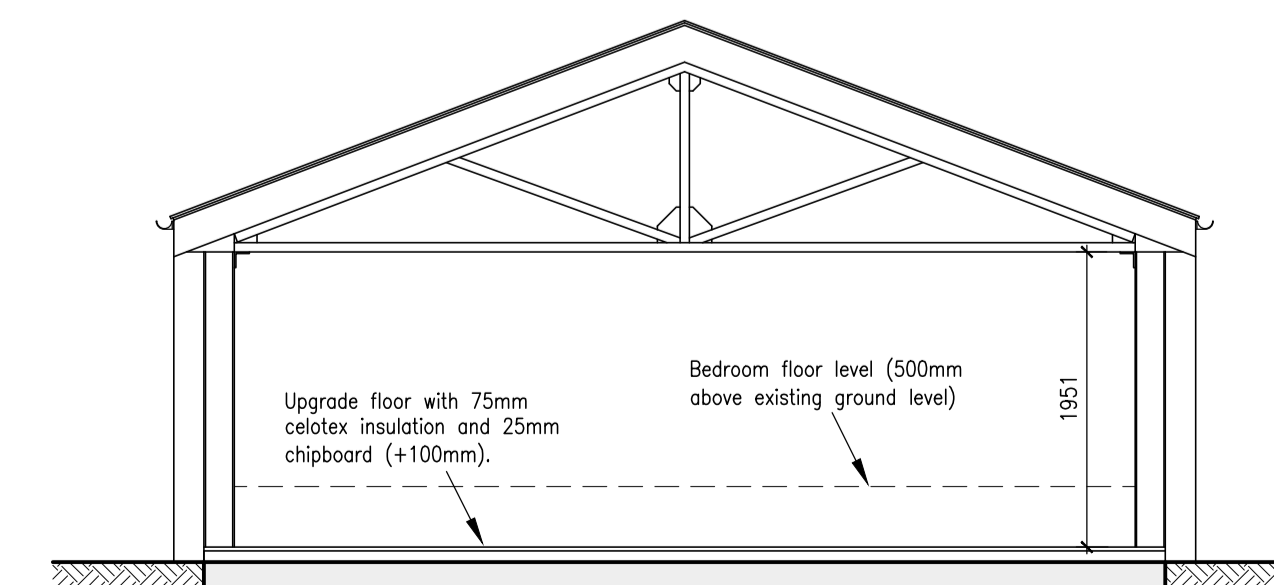 Bedroom floor level (500mm
above existing ground level)
1951
Upgrade floor with 75mm
celotex insulation and 25mm
chipboard (+100mm).